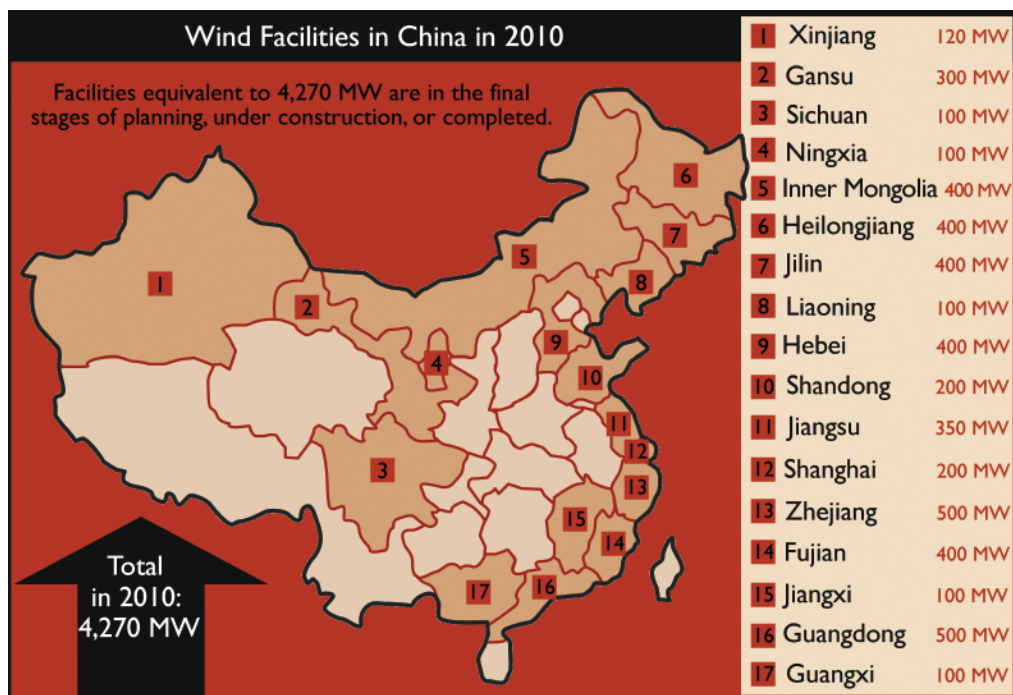 Wind Facilities in China in 2010
Facilities equivalent to 4,270 MW are in the final
stages of planning, under construction, or completed.
1
2
3
4
5
6
7
8
9
10
11
12
13
14
15
16
17
Total
in 2010:
4,270 MW
1 Xinjiang 120 MW
2 Gansu 300 MW
3 Sichuan 100 MW
4 Ningxia 100 MW
5 Inner Mongolia 400 MW
6 Heilongjiang 400 MW
7 Jilin 400 MW
8 Liaoning 100 MW
9 Hebei 400 MW
10 Shandong 200 MW
11 Jiangsu 350 MW
12 Shanghai 200 MW
13 Zhejiang 500 MW
14 Fujian 400 MW
15 Jiangxi 100 MW
16 Guangdong 500 MW
17 Guangxi 100 MW